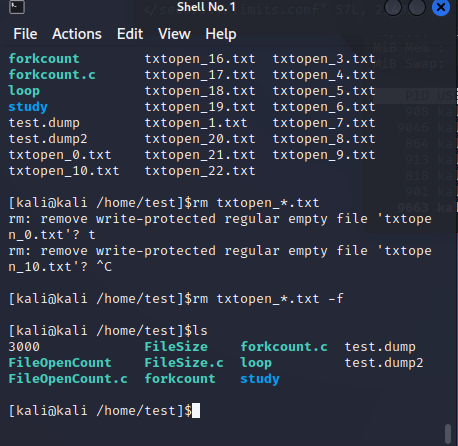 Shell No. 1
File Actions Edit View Help
forkcount txtopen_16.txt txtopen_3.txt
forkcount.c txtopen_17.txt txtopen_4.txt
loop txtopen_18.txt txtopen_5.txt
study txtopen_19.txt txtopen_6.txt
test.dump txtopen_1.txt txtopen_7.txt
test.dump2 txtopen_20.txt txtopen_8.txt
txtopen_0.txt txtopen_21.txt txtopen_9.txt
txtopen_10.txt txtopen_22.txt
[kali@kali /home/test]$rm txtopen_*.txt
rm: remove write-protected regular empty file 'txtope
n_0.txt'? t
rm: remove write-protected regular empty file 'txtope
n_10.txt'? ^C
[kali@kali /home/test]$rm txtopen_*.txt -f
[kali@kali /home/test]$ls
3000 FileSize forkcount.c test.dump
FileOpenCount FileSize.c loop test.dump2
FileOpenCount.c forkcount study
[kali@kali /home/test]$